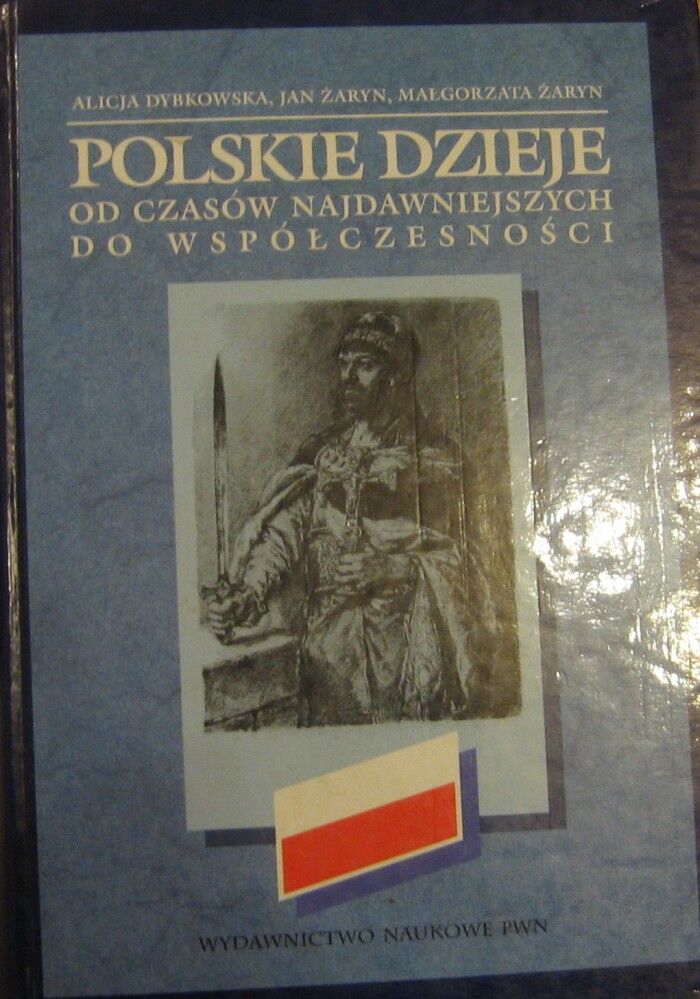 ALICJA DYBKOWSKA, JAN ŻARYN, MAŁGORZATA ŻARYN
POLSKIE DZIEJE
OD CZASÓW NAJDAWNIEJSZYCH
DO WSPÓŁCZESNOŚCI
WYDAWNICTWO NAUKOWE PWN